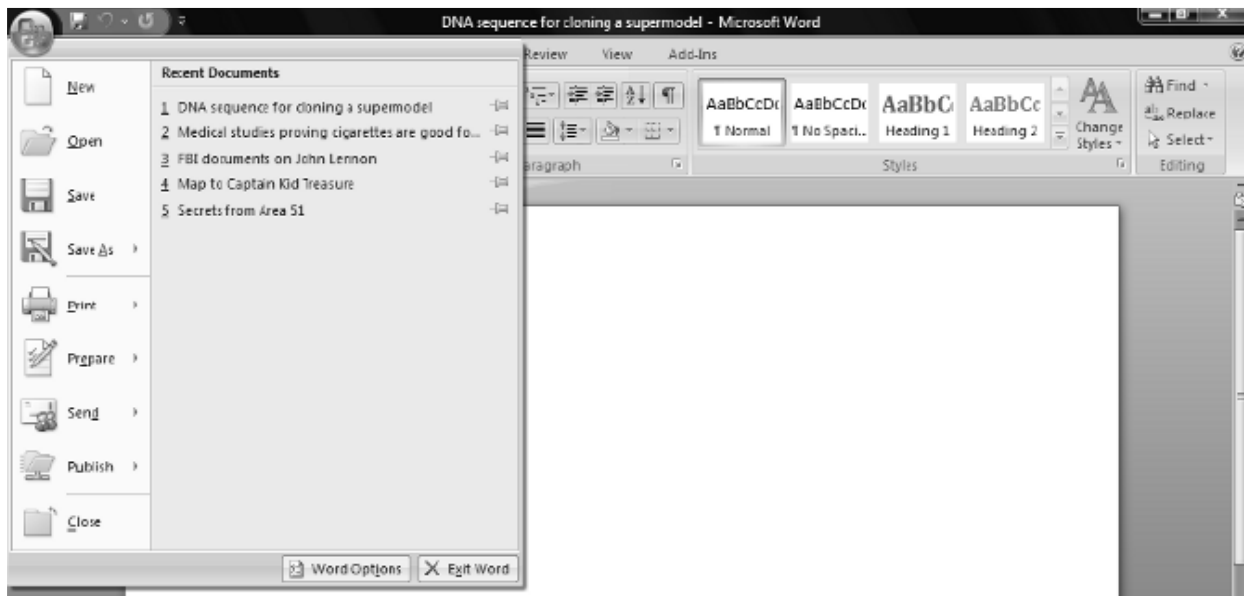 DNA sequence for cloning a supermodel - Microsoft Word
Review View Add-Ins
New
Open
Save
Save As
Print
Prepare
Send
Publish
Close
Recent Documents
1 DNA sequence for cloning a supermodel
2 Medical studies proving cigarettes are good fo...
3 FBI documents on John Lennon
4 Map to Captain Kid Treasure
5 Secrets from Area 51
Word Options Exit Word
aragraph
AaBbCcDc AaBbCcDc AaBbC AaBbCc
¶ Normal ¶ No Spaci... Heading 1 Heading 2
Change
Styles
Styles
Find
Replace
Select
Editing